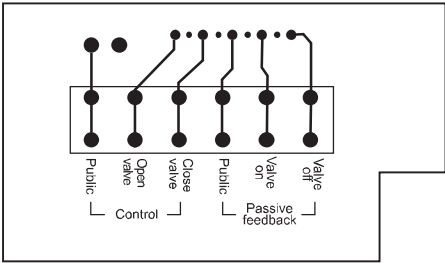 Public
Open
valve
Close
valve
Public
Valve
on
Valve
off
Control
Passive
feedback